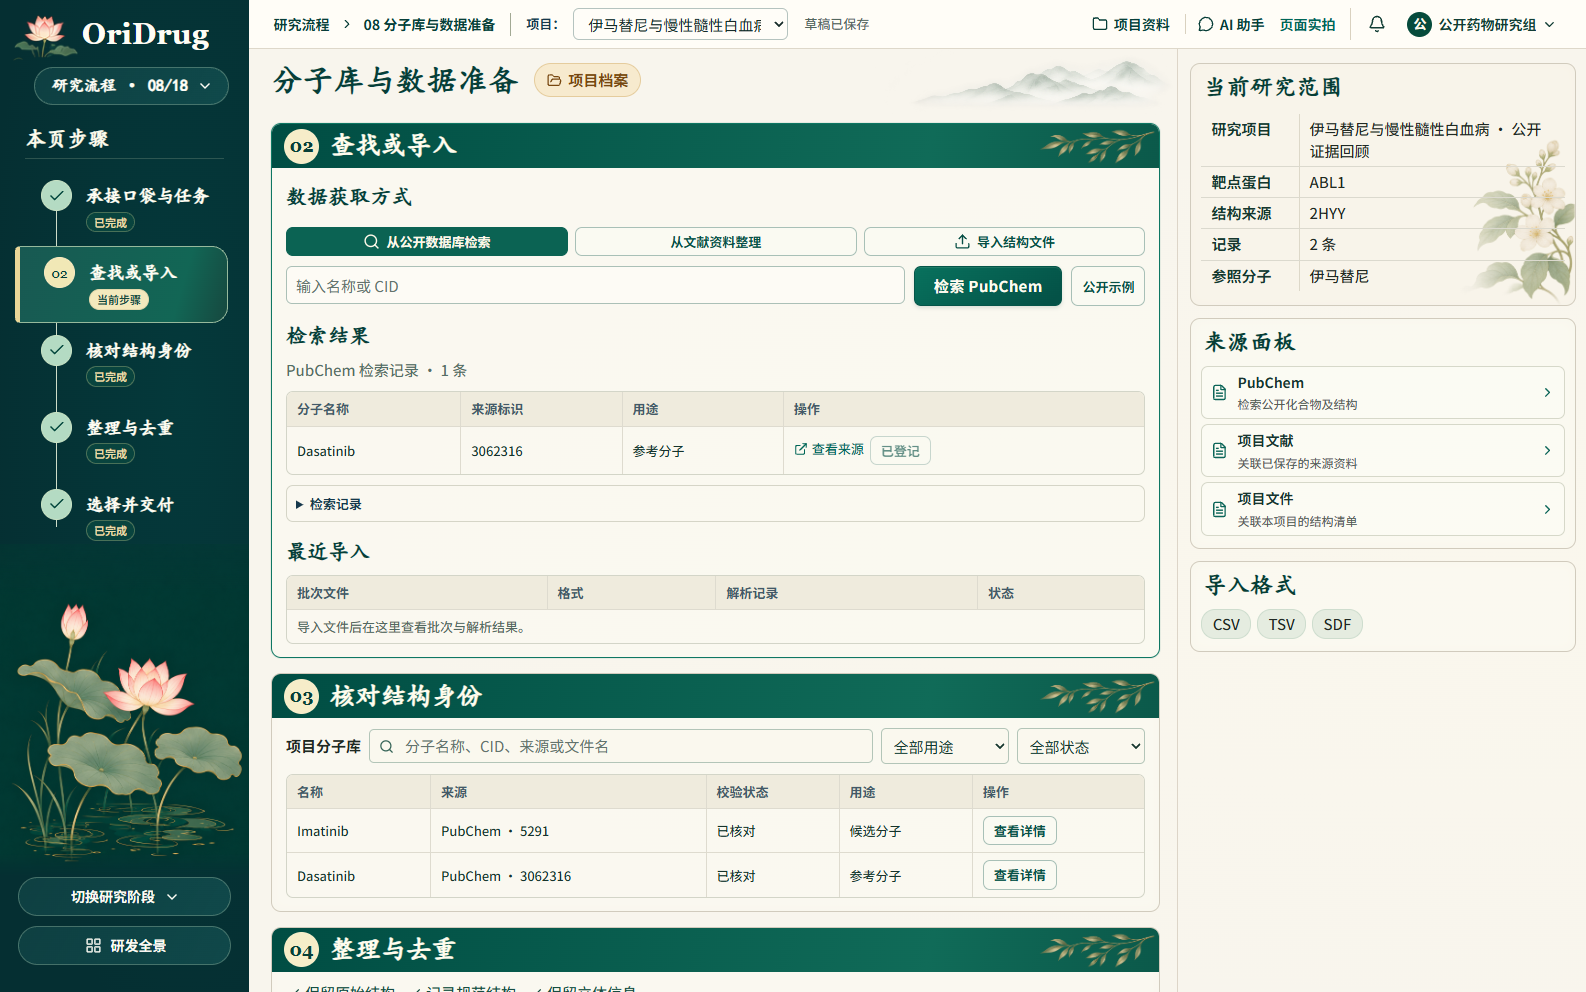 OriDrug
研究流程 • 08/18
本页步骤
承接口袋与任务
已完成
02
查找或导入
当前步骤
核对结构身份
已完成
整理与去重
已完成
选择并交付
已完成
切换研究阶段
研发全景
研究流程 > 08 分子库与数据准备
项目：
伊马替尼与慢性髓性白血病
草稿已保存
项目资料
AI 助手
页面实拍
公
公开药物研究组
分子库与数据准备
项目档案
02 查找或导入
数据获取方式
从公开数据库检索
从文献资料整理
导入结构文件
输入名称或 CID
检索 PubChem
公开示例
检索结果
PubChem 检索记录 • 1 条
分子名称 来源标识 用途 操作
Dasatinib 3062316 参考分子 查看来源 已登记
检索记录
最近导入
批次文件 格式 解析记录 状态
导入文件后在这里查看批次与解析结果。
03 核对结构身份
项目分子库
分子名称、CID、来源或文件名
全部用途
全部状态
名称 来源 校验状态 用途 操作
Imatinib PubChem • 5291 已核对 候选分子 查看详情
Dasatinib PubChem • 3062316 已核对 参考分子 查看详情
04 整理与去重
✓ 保留原始结构 ✓ 记录规范结构 ✓ 保留立体信息
当前研究范围
研究项目 伊马替尼与慢性髓性白血病 • 公开
证据回顾
靶点蛋白 ABL1
结构来源 2HYY
记录 2 条
参照分子 伊马替尼
来源面板
PubChem
检索公开化合物及结构
项目文献
关联已保存的来源资料
项目文件
关联本项目的结构清单
导入格式
CSV TSV SDF